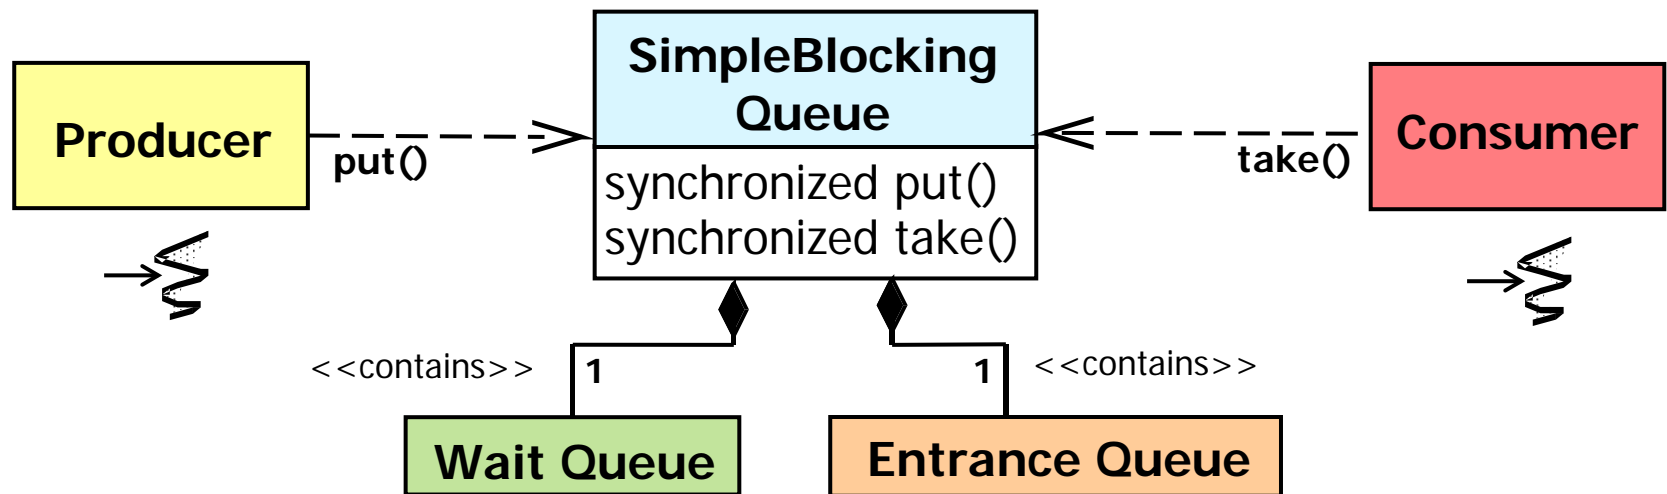 SimpleBlocking
Queue
Producer
put()
take()
Consumer
synchronized put()
synchronized take()
<<contains>>
1
1
<<contains>>
Wait Queue
Entrance Queue